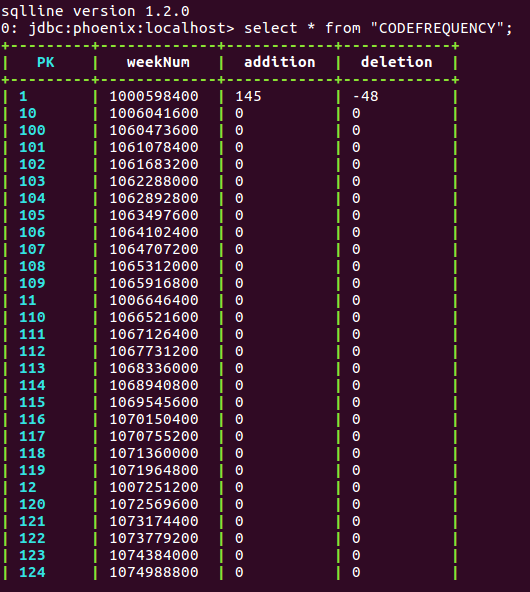 sqlline version 1.2.0
0: jdbc:phoenix:localhost> select * from "CODEFREQUENCY";
+----------+-------------+------------+------------+
| PK | weekNum | addition | deletion |
+----------+-------------+------------+------------+
| 1 | 1000598400 | 145 | -48 |
| 10 | 1006041600 | 0 | 0 |
| 100 | 1060473600 | 0 | 0 |
| 101 | 1061078400 | 0 | 0 |
| 102 | 1061683200 | 0 | 0 |
| 103 | 1062288000 | 0 | 0 |
| 104 | 1062892800 | 0 | 0 |
| 105 | 1063497600 | 0 | 0 |
| 106 | 1064102400 | 0 | 0 |
| 107 | 1064707200 | 0 | 0 |
| 108 | 1065312000 | 0 | 0 |
| 109 | 1065916800 | 0 | 0 |
| 11 | 1006646400 | 0 | 0 |
| 110 | 1066521600 | 0 | 0 |
| 111 | 1067126400 | 0 | 0 |
| 112 | 1067731200 | 0 | 0 |
| 113 | 1068336000 | 0 | 0 |
| 114 | 1068940800 | 0 | 0 |
| 115 | 1069545600 | 0 | 0 |
| 116 | 1070150400 | 0 | 0 |
| 117 | 1070755200 | 0 | 0 |
| 118 | 1071360000 | 0 | 0 |
| 119 | 1071964800 | 0 | 0 |
| 12 | 1007251200 | 0 | 0 |
| 120 | 1072569600 | 0 | 0 |
| 121 | 1073174400 | 0 | 0 |
| 122 | 1073779200 | 0 | 0 |
| 123 | 1074384000 | 0 | 0 |
| 124 | 1074988800 | 0 | 0 |